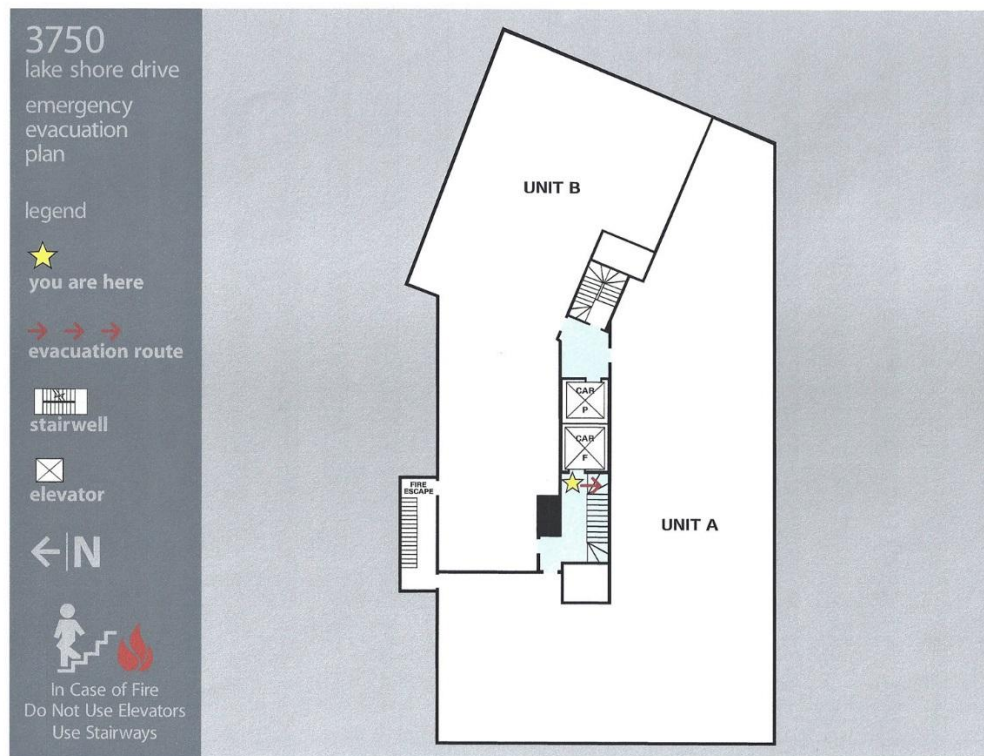 3750
lake shore drive
emergency
evacuation
plan
legend
you are here
evacuation route
stairwell
elevator
N
In Case of Fire
Do Not Use Elevators
Use Stairways
UNIT B
CAR
P
CAR
F
FIRE
ESCAPE
UNIT A